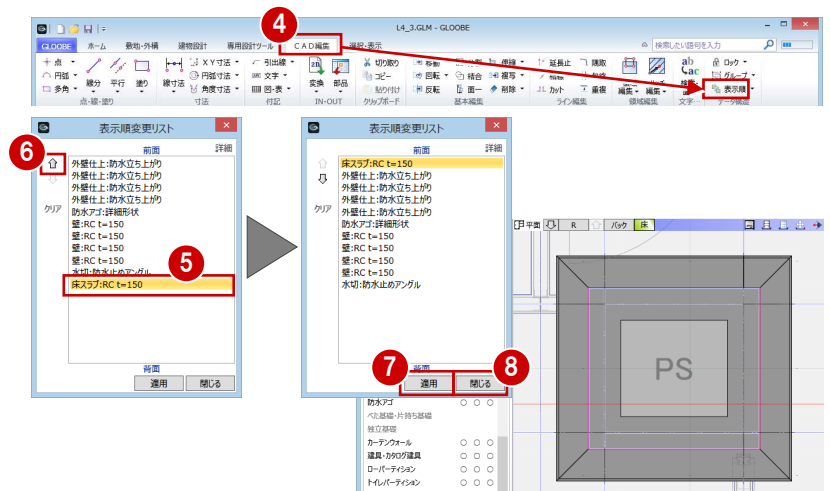 4
L4_3.GLM - GLOOBE
GLOOBE ホーム 敷地・外構 建物設計 専用設計ツール CAD編集 選択・表示 検索したい語句を入力
点 引出線 切り取り 延長止 隅取 ab ロック
円弧 XY寸法 文字 コピー 回転 結合 複写 Cac グループ
多角 線分 平行 塗り 線寸法 円弧寸法 角度寸法 図・表 変換 部品 貼り付け 反転 面一 削除 カット 重複 編集 編集 表示順
点・線・塗り 寸法 付記 IN-OUT クリップボード 基本編集 ライン編集 領域編集 文字… データ構造
表示順変更リスト
6
前面 詳細
外壁仕上:防水立ち上がり
外壁仕上:防水立ち上がり
外壁仕上:防水立ち上がり
外壁仕上:防水立ち上がり
クリア
防水アゴ:詳細形状
壁:RC t=150
壁:RC t=150
壁:RC t=150
壁:RC t=150
5
水切:防水止めアングル
床スラブ:RC t=150
背面
適用 閉じる
表示順変更リスト
前面 詳細
床スラブ:RC t=150
外壁仕上:防水立ち上がり
外壁仕上:防水立ち上がり
外壁仕上:防水立ち上がり
外壁仕上:防水立ち上がり
クリア
防水アゴ:詳細形状
壁:RC t=150
壁:RC t=150
壁:RC t=150
壁:RC t=150
水切:防水止めアングル
7
8
背面
適用 閉じる
防水アゴ
べた基礎・片持ち基礎
独立基礎
カーテンウォール
建具・カタログ建具
ローパーティション
トイレパーティション
平面 R バック 床
PS